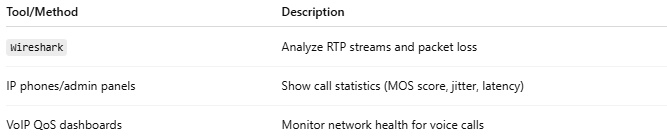 Tool/Method Description
Wireshark Analyze RTP streams and packet loss
IP phones/admin panels Show call statistics (MOS score, jitter, latency)
VoIP QoS dashboards Monitor network health for voice calls